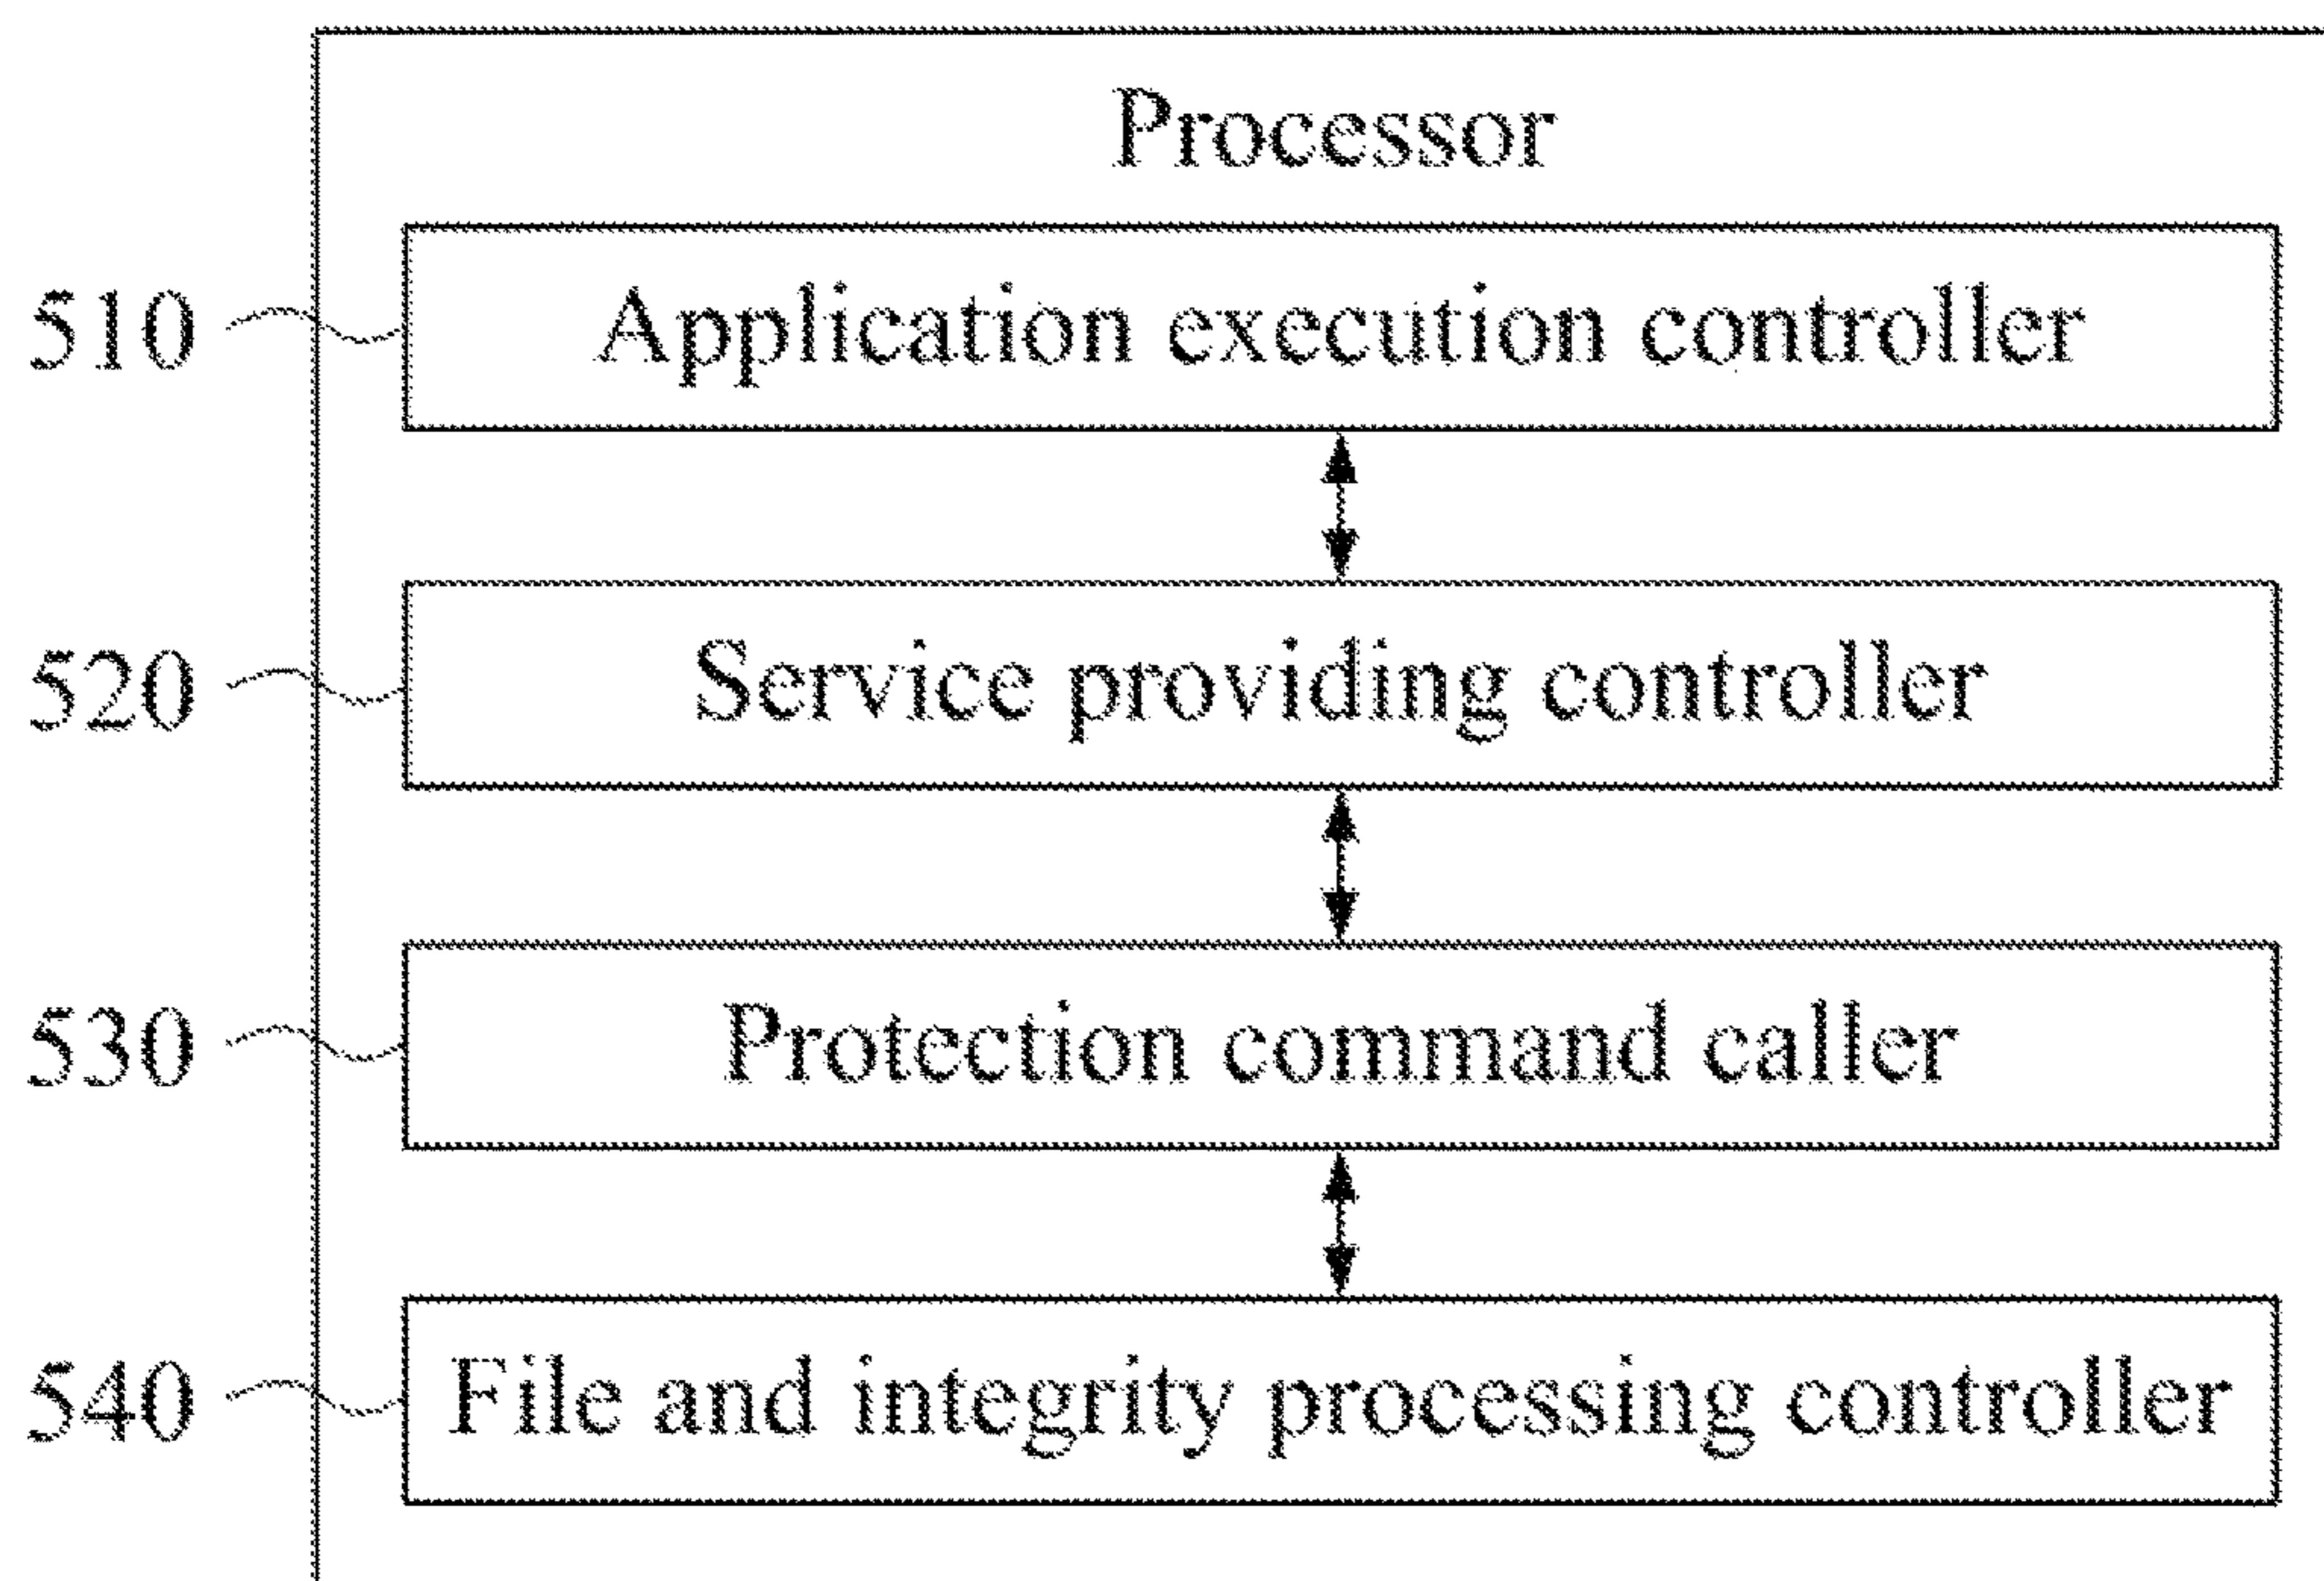 Processor
510 Application execution controller
520 Service providing controller
530 Protection command caller
540 File and integrity processing controller